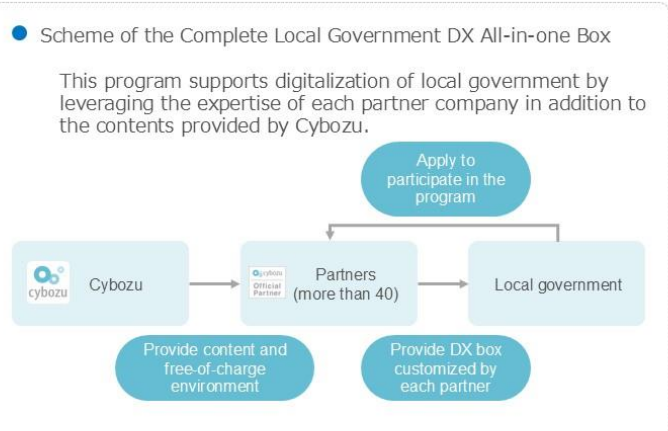 Scheme of the Complete Local Government DX All-in-one Box
This program supports digitalization of local government by
leveraging the expertise of each partner company in addition to
the contents provided by Cybozu.
Apply to
participate in the
program
cybozu
Cybozu
cybozu
Official
Partner
Partners
(more than 40)
Local government
Provide content and
free-of-charge
environment
Provide DX box
customized by
each partner